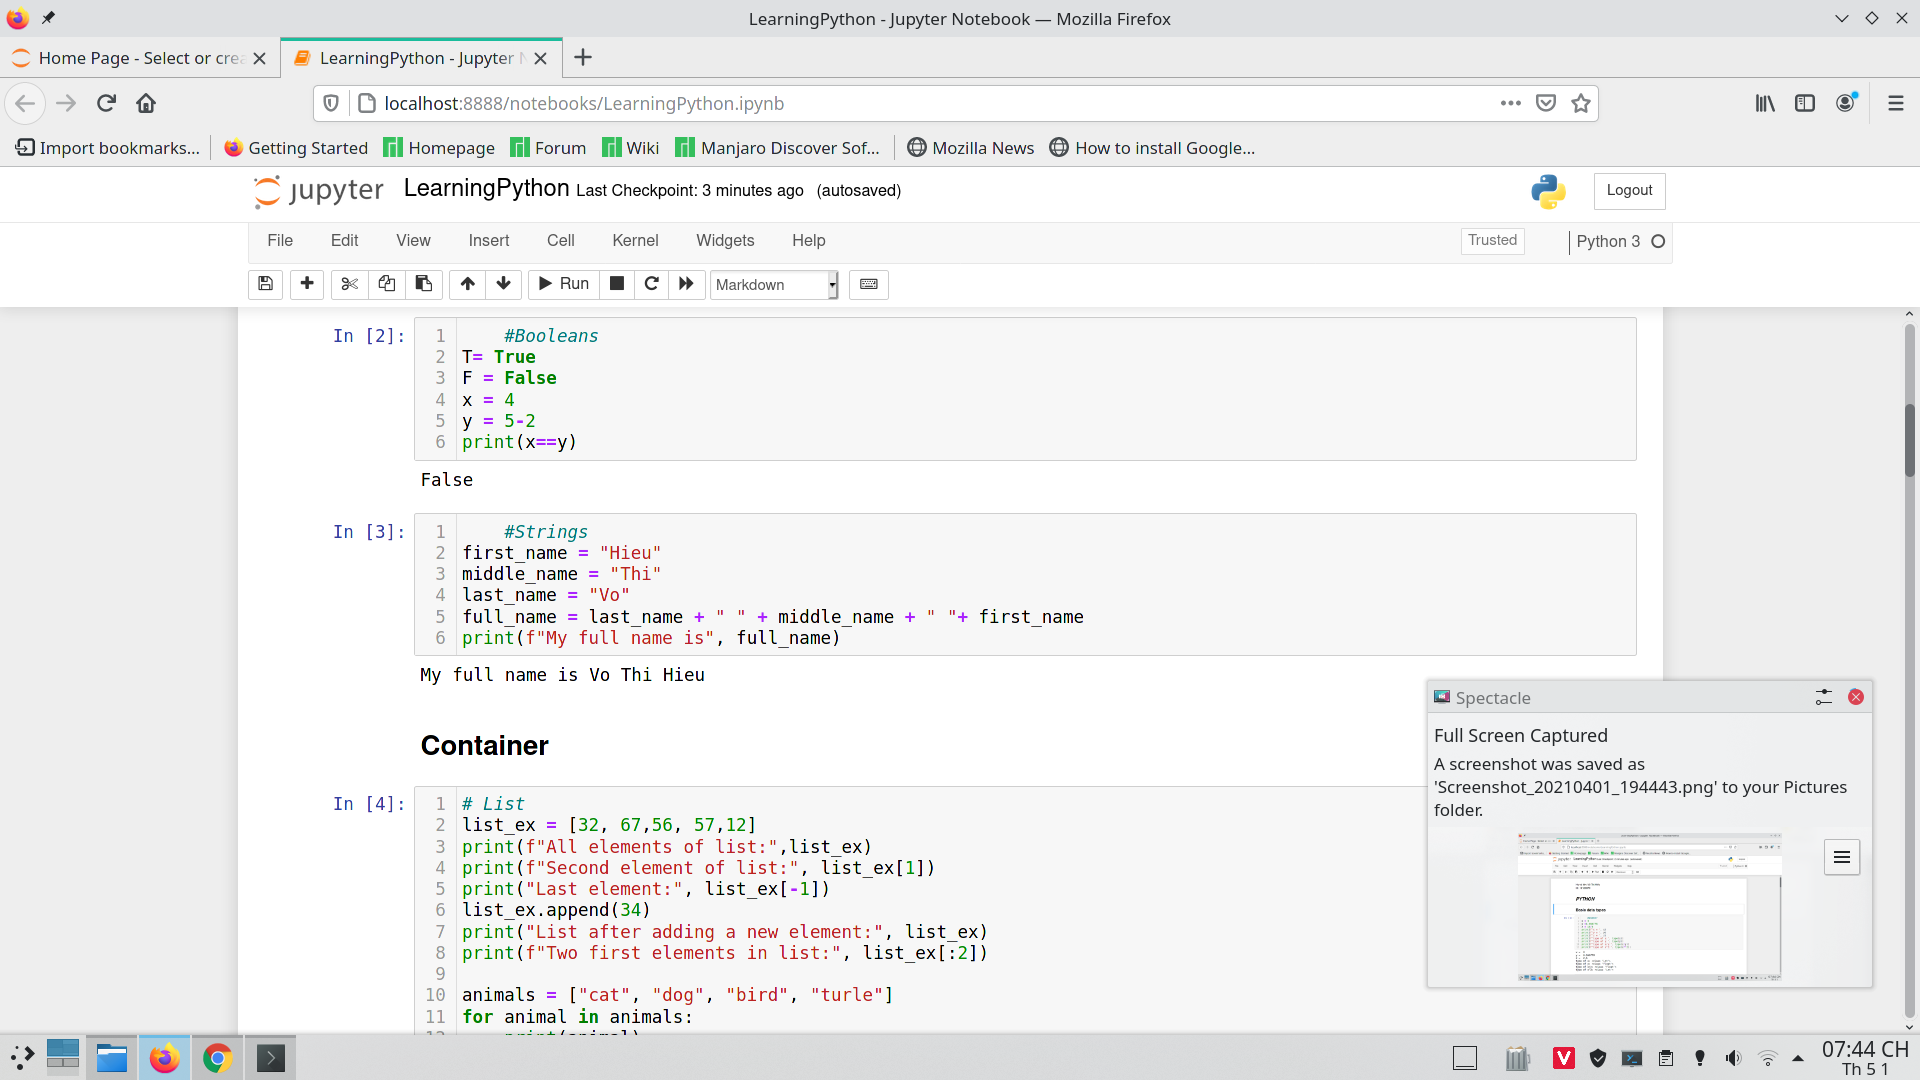 LearningPython - Jupyter Notebook — Mozilla Firefox
Home Page - Select or crea
LearningPython - Jupyter N
localhost:8888/notebooks/LearningPython.ipynb
Import bookmarks...
Getting Started
Homepage
Forum
Wiki
Manjaro Discover Sof...
Mozilla News
How to install Google...
jupyter
LearningPython Last Checkpoint: 3 minutes ago (autosaved)
Logout
File Edit View Insert Cell Kernel Widgets Help
Trusted
Python 3
Run
Markdown
In [2]:
1 #Booleans
2 T= True
3 F = False
4 x = 4
5 y = 5-2
6 print(x==y)
False
In [3]:
1 #Strings
2 first_name = "Hieu"
3 middle_name = "Thi"
4 last_name = "Vo"
5 full_name = last_name + " " + middle_name + " "+ first_name
6 print(f"My full name is", full_name)
My full name is Vo Thi Hieu
Container
In [4]:
1 # List
2 list_ex = [32, 67,56, 57,12]
3 print(f"All elements of list:",list_ex)
4 print(f"Second element of list:", list_ex[1])
5 print("Last element:", list_ex[-1])
6 list_ex.append(34)
7 print("List after adding a new element:", list_ex)
8 print(f"Two first elements in list:", list_ex[:2])
9
10 animals = ["cat", "dog", "bird", "turle"]
11 for animal in animals:
12 print(animal)
Spectacle
Full Screen Captured
A screenshot was saved as
'Screenshot_20210401_194443.png' to your Pictures
folder.
PYTHON
Basic data types
07:44 CH
Th 5 1